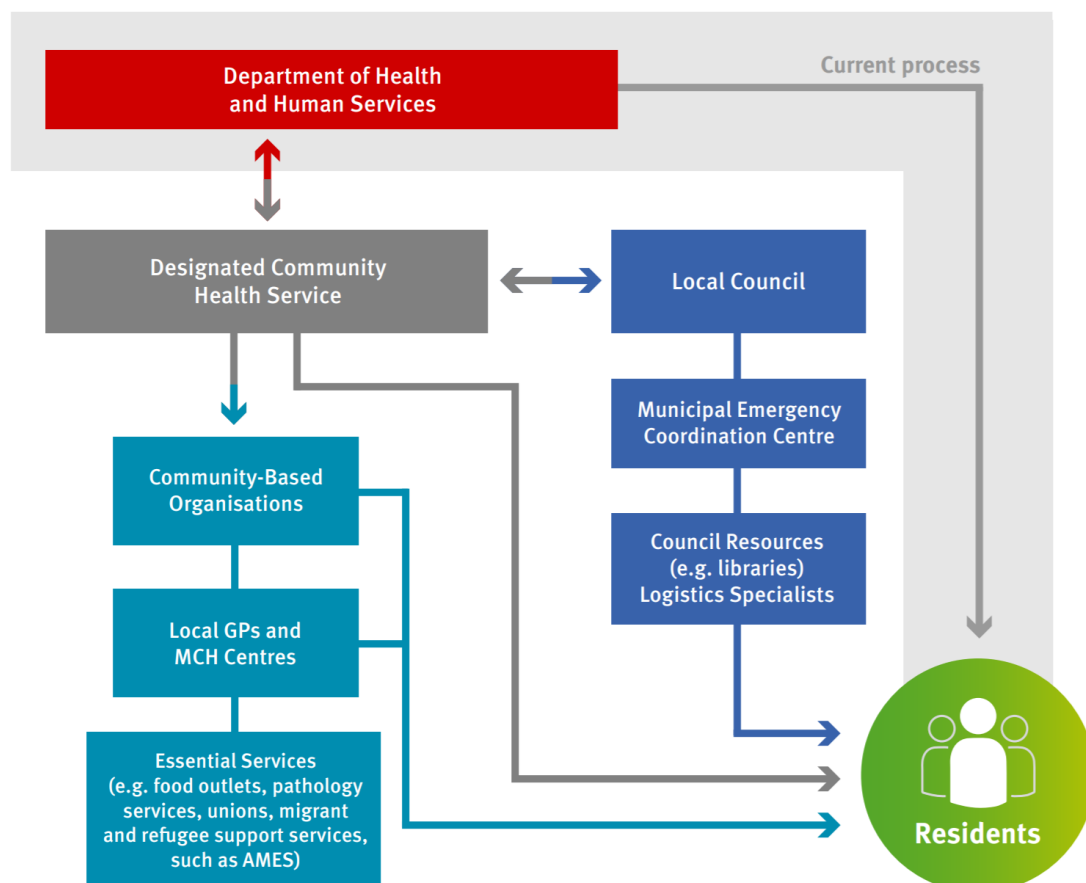 Department of Health
and Human Services
Current process
Designated Community
Health Service
Local Council
Municipal Emergency
Coordination Centre
Community-Based
Organisations
Council Resources
(e.g. libraries)
Logistics Specialists
Local GPs and
MCH Centres
Essential Services
(e.g. food outlets, pathology
services, unions, migrant
and refugee support services,
such as AMES)
Residents